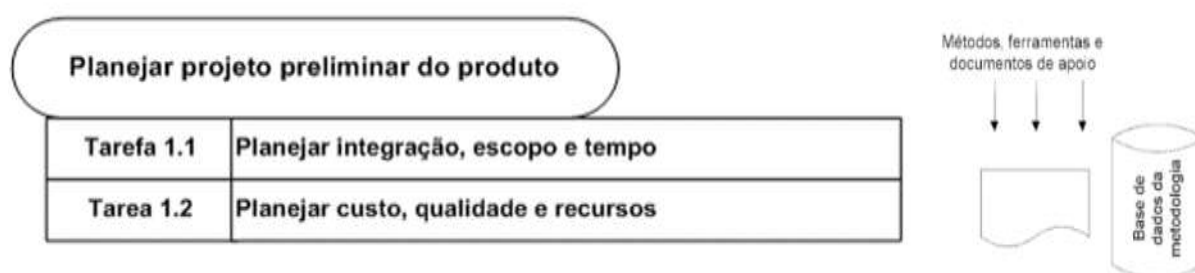 Planejar projeto preliminar do produto
Tarefa 1.1 Planejar integração, escopo e tempo
Tarea 1.2 Planejar custo, qualidade e recursos
Métodos, ferramentas e
documentos de apoio
Base de
dados da
metodologia